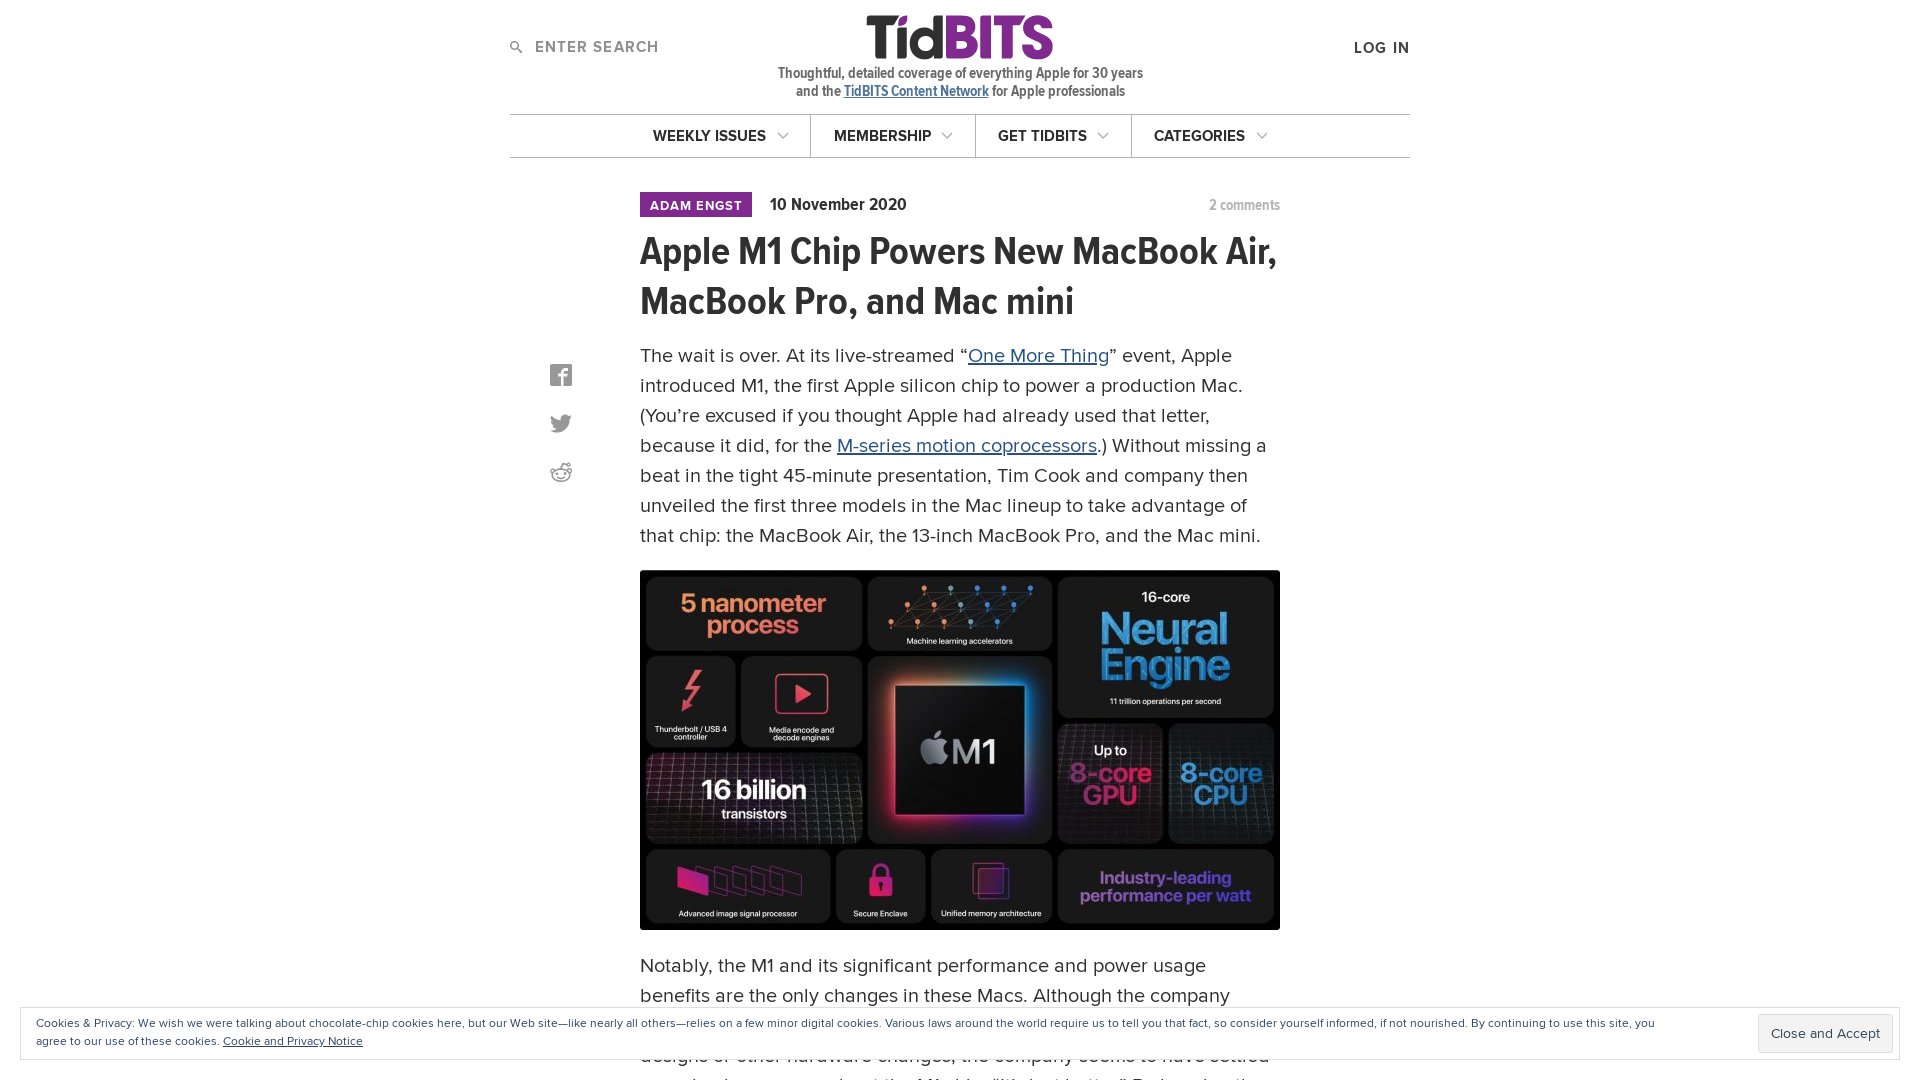 ENTER SEARCH
TidBITS
LOG IN
Thoughtful, detailed coverage of everything Apple for 30 years
and the TidBITS Content Network for Apple professionals
WEEKLY ISSUES
MEMBERSHIP
GET TIDBITS
CATEGORIES
ADAM ENGST
10 November 2020
2 comments
Apple M1 Chip Powers New MacBook Air,
MacBook Pro, and Mac mini
The wait is over. At its live-streamed “One More Thing” event, Apple
introduced M1, the first Apple silicon chip to power a production Mac.
(You’re excused if you thought Apple had already used that letter,
because it did, for the M-series motion coprocessors.) Without missing a
beat in the tight 45-minute presentation, Tim Cook and company then
unveiled the first three models in the Mac lineup to take advantage of
that chip: the MacBook Air, the 13-inch MacBook Pro, and the Mac mini.
5 nanometer
process
Machine learning accelerators
16-core
Neural
Engine
11 trillion operations per second
Thunderbolt / USB 4
controller
Media encode and
decode engines
M1
Up to
8-core
GPU
8-core
CPU
16 billion
transistors
Advanced image signal processor
Secure Enclave
Unified memory architecture
Industry-leading
performance per watt
Notably, the M1 and its significant performance and power usage
benefits are the only changes in these Macs. Although the company
Cookies & Privacy: We wish we were talking about chocolate-chip cookies here, but our Web site—like nearly all others—relies on a few minor digital cookies. Various laws around the world require us to tell you that fact, so consider yourself informed, if not nourished. By continuing to use this site, you
agree to our use of these cookies. Cookie and Privacy Notice
Close and Accept